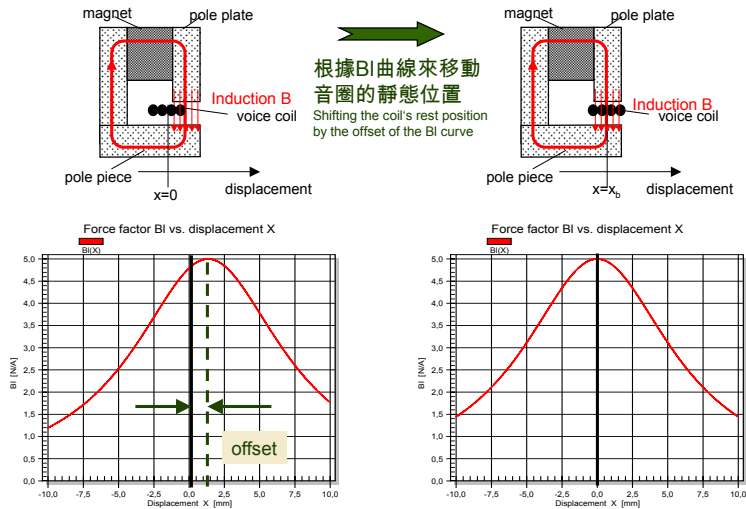 magnet
pole plate
Induction B
voice coil
pole piece
x=0
displacement
根據Bl曲線來移動
音圈的靜態位置
Shifting the coil's rest position
by the offset of the Bl curve
magnet
pole plate
Induction B
voice coil
pole piece
x=xb
displacement
Force factor Bl vs. displacement X
Bl(X)
5,0
4,5
4,0
3,5
3,0
2,5
2,0
1,5
1,0
0,5
0,0
Bl [N/A]
offset
-10,0 -7,5 -5,0 -2,5 0,0 2,5 5,0 7,5 10,0
Displacement X [mm]
Force factor Bl vs. displacement X
Bl(X)
5,0
4,5
4,0
3,5
3,0
2,5
2,0
1,5
1,0
0,5
0,0
Bl [N/A]
-10,0 -7,5 -5,0 -2,5 0,0 2,5 5,0 7,5 10,0
Displacement X [mm]